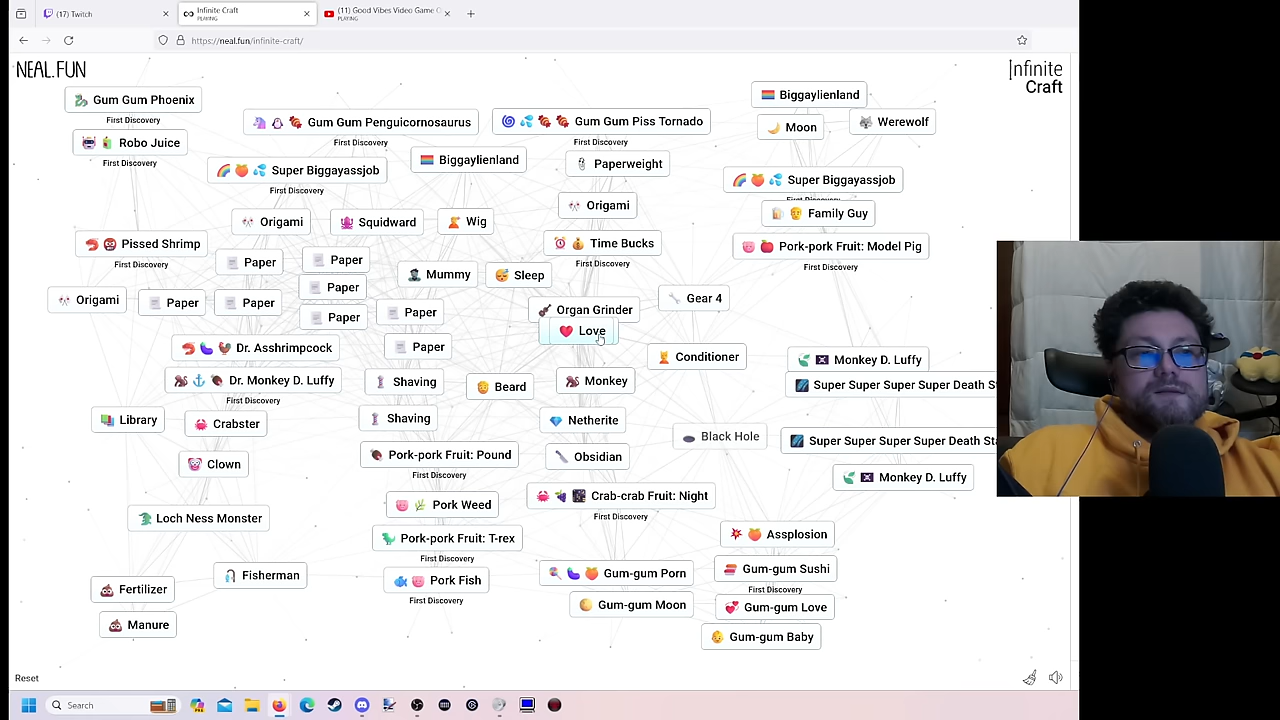 (17) Twitch
Infinite Craft
PLAYING
(11) Good Vibes Video Game
PLAYING
https://neal.fun/infinite-craft/
NEAL.FUN
Infinite
Craft
Gum Gum Phoenix
First Discovery
Robo Juice
First Discovery
Gum Gum Penguicornosaurus
First Discovery
Gum Gum Piss Tornado
First Discovery
Biggaylienland
Moon
Werewolf
Super Biggayassjob
First Discovery
Biggaylienland
Paperweight
Super Biggayassjob
First Discovery
Family Guy
Origami
Squidward
Wig
Origami
Pork-pork Fruit: Model Pig
First Discovery
Pissed Shrimp
First Discovery
Paper
Paper
Time Bucks
First Discovery
Mummy
Sleep
Origami
Paper
Paper
Paper
Paper
Paper
Organ Grinder
Gear 4
Love
Dr. Asshrimpcock
First Discovery
Paper
Conditioner
Monkey D. Luffy
Dr. Monkey D. Luffy
First Discovery
Shaving
Beard
Monkey
Super Super Super Super Death St
Library
Crabster
Shaving
Netherite
Black Hole
Super Super Super Super Death Sta
Clown
Pork-pork Fruit: Pound
First Discovery
Obsidian
Monkey D. Luffy
Pork Weed
Crab-crab Fruit: Night
First Discovery
Loch Ness Monster
Pork-pork Fruit: T-rex
First Discovery
Assplosion
Fertilizer
Fisherman
Pork Fish
First Discovery
Gum-gum Porn
Gum-gum Sushi
First Discovery
Manure
Gum-gum Moon
Gum-gum Love
Gum-gum Baby
Reset
Search